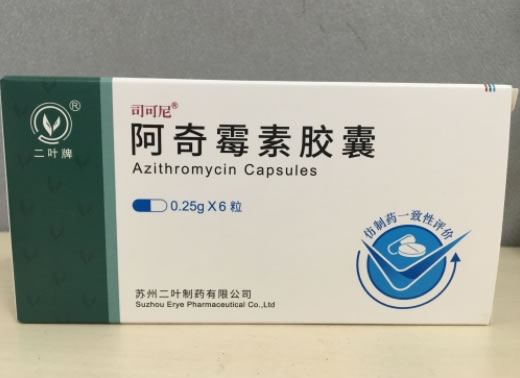 ®
二叶牌
司可尼®
阿奇霉素胶囊
Azithromycin Capsules
0.25g X 6 粒
仿制药一致性评价
苏州二叶制药有限公司
Suzhou Erye Pharmaceutical Co.,Ltd